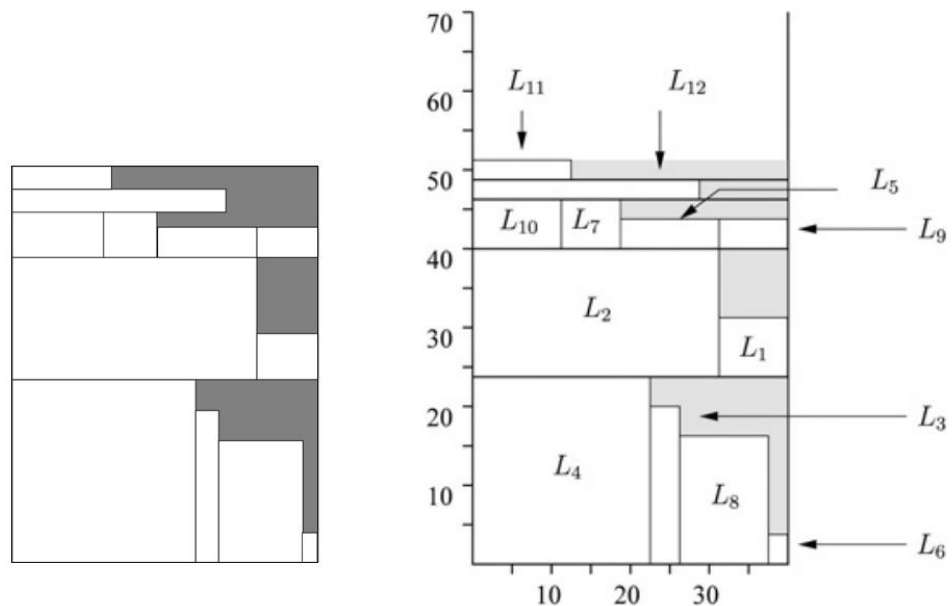 70
60
50
40
30
20
10
10 20 30
L₁₁ L₁₂
L₅
L₁₀ L₇
L₉
L₂
L₁
L₃
L₄
L₈
L₆